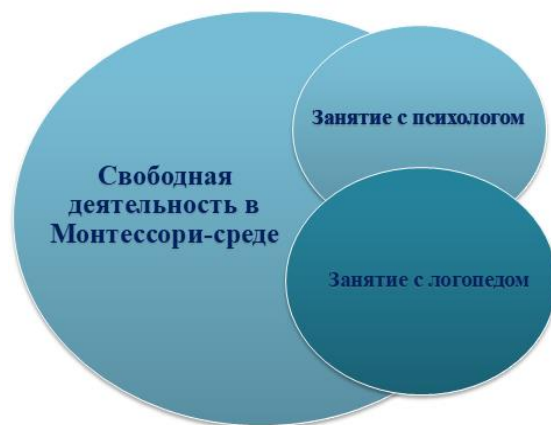 Занятие с психологом
Свободная
деятельность в
Монтессори-среде
Занятие с логопедом